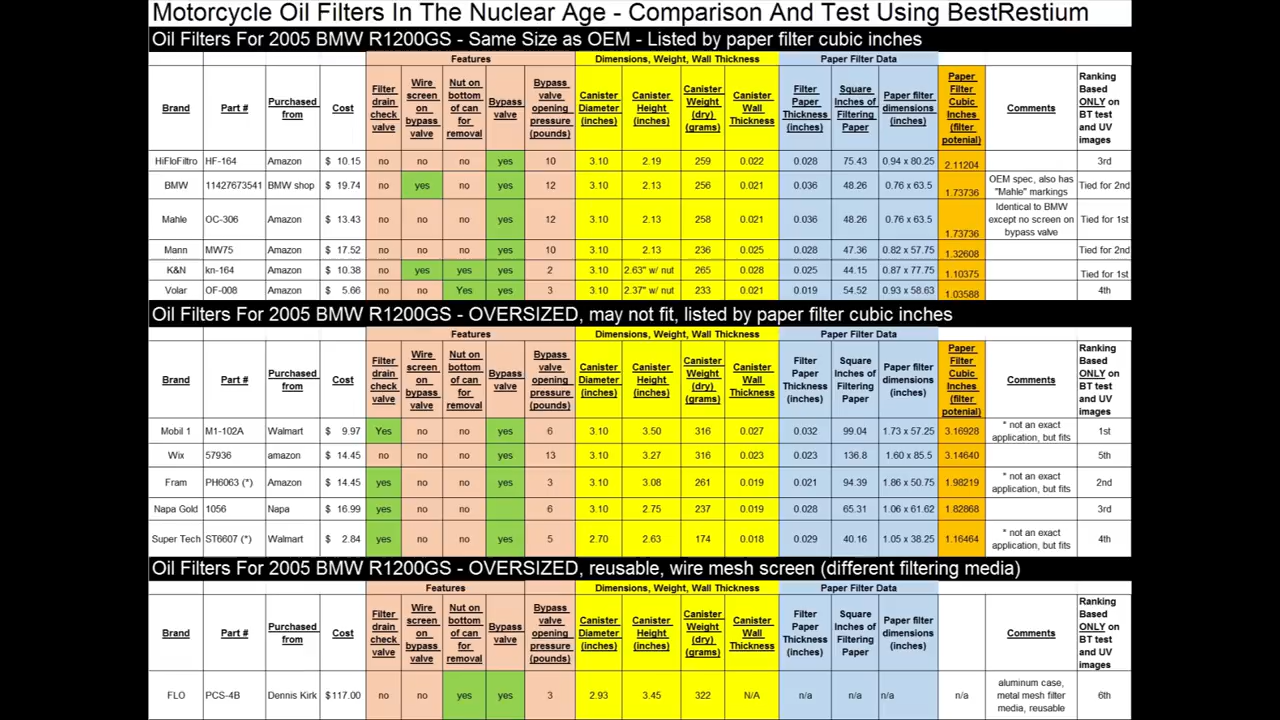 Motorcycle Oil Filters In The Nuclear Age - Comparison And Test Using BestRestium
Oil Filters For 2005 BMW R1200GS - Same Size as OEM - Listed by paper filter cubic inches
Features Dimensions, Weight, Wall Thickness Paper Filter Data
Brand Part # Purchased from Cost Filter drain check valve Wire screen on bypass valve Nut on bottom of can for removal Bypass valve Bypass valve opening pressure (pounds) Canister Diameter (inches) Canister Height (inches) Canister Weight (dry) (grams) Canister Wall Thickness Filter Paper Thickness (inches) Square Inches of Filtering Paper Paper filter dimensions (inches) Paper Filter Cubic Inches (filter potenial) Comments Ranking Based ONLY on BT test and UV images
HiFloFiltro HF-164 Amazon $ 10.15 no no no yes 10 3.10 2.19 259 0.022 0.028 75.43 0.94 x 80.25 2.11204 3rd
BMW 11427673541 BMW shop $ 19.74 no yes no yes 12 3.10 2.13 256 0.021 0.036 48.26 0.76 x 63.5 1.73736 OEM spec, also has "Mahle" markings Tied for 2nd
Mahle OC-306 Amazon $ 13.43 no no no yes 12 3.10 2.13 258 0.021 0.036 48.26 0.76 x 63.5 1.73736 Identical to BMW except no screen on bypass valve Tied for 1st
Mann MW75 Amazon $ 17.52 no no no yes 10 3.10 2.13 236 0.025 0.028 47.36 0.82 x 57.75 1.32608 Tied for 2nd
K&N kn-164 Amazon $ 10.38 no yes yes yes 2 3.10 2.63" w/ nut 265 0.028 0.025 44.15 0.87 x 77.75 1.10375 Tied for 1st
Volar OF-008 Amazon $ 5.66 no no Yes yes 3 3.10 2.37" w/ nut 233 0.021 0.019 54.52 0.93 x 58.63 1.03588 4th
Oil Filters For 2005 BMW R1200GS - OVERSIZED, may not fit, listed by paper filter cubic inches
Features Dimensions, Weight, Wall Thickness Paper Filter Data
Brand Part # Purchased from Cost Filter drain check valve Wire screen on bypass valve Nut on bottom of can for removal Bypass valve Bypass valve opening pressure (pounds) Canister Diameter (inches) Canister Height (inches) Canister Weight (dry) (grams) Canister Wall Thickness Filter Paper Thickness (inches) Square Inches of Filtering Paper Paper filter dimensions (inches) Paper Filter Cubic Inches (filter potenial) Comments Ranking Based ONLY on BT test and UV images
Mobil 1 M1-102A Walmart $ 9.97 Yes no no yes 6 3.10 3.50 316 0.027 0.032 99.04 1.73 x 57.25 3.16928 * not an exact application, but fits 1st
Wix 57936 amazon $ 14.45 no no no yes 13 3.10 3.27 316 0.023 0.023 136.8 1.60 x 85.5 3.14640 5th
Fram PH6063 (*) Amazon $ 14.45 yes no no yes 3 3.10 3.08 261 0.019 0.021 94.39 1.86 x 50.75 1.98219 * not an exact application, but fits 2nd
Napa Gold 1056 Napa $ 16.99 yes no no yes 6 3.10 2.75 237 0.019 0.028 65.31 1.06 x 61.62 1.82868 3rd
Super Tech ST6607 (*) Walmart $ 2.84 yes no no yes 5 2.70 2.63 174 0.018 0.029 40.16 1.05 x 38.25 1.16464 * not an exact application, but fits 4th
Oil Filters For 2005 BMW R1200GS - OVERSIZED, reusable, wire mesh screen (different filtering media)
Features Dimensions, Weight, Wall Thickness Paper Filter Data
Brand Part # Purchased from Cost Filter drain check valve Wire screen on bypass valve Nut on bottom of can for removal Bypass valve Bypass valve opening pressure (pounds) Canister Diameter (inches) Canister Height (inches) Canister Weight (dry) (grams) Canister Wall Thickness Filter Paper Thickness (inches) Square Inches of Filtering Paper Paper filter dimensions (inches) Comments Ranking Based ONLY on BT test and UV images
FLO PCS-4B Dennis Kirk $117.00 no no yes yes 3 2.93 3.45 322 N/A n/a n/a n/a n/a aluminum case, metal mesh filter media, reusable 6th